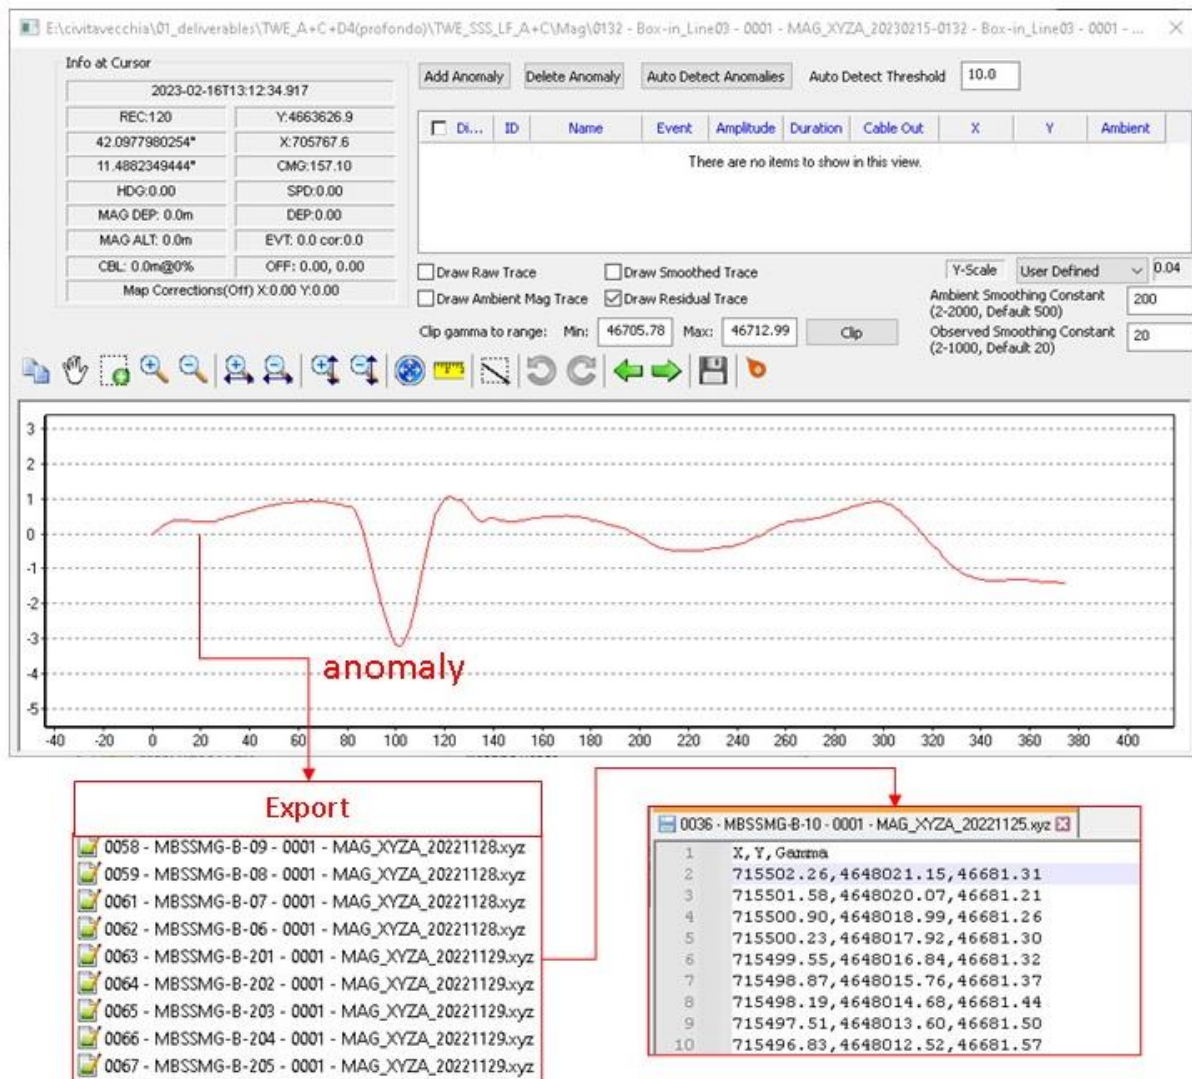 E:\civitavecchia\01_deliverables\TWE_A+C+D4(profondo)\TWE_SSS_LF_A+C\Mag\0132 - Box-in_Line03 - 0001 - MAG_XYZA_20230215-0132 - Box-in_Line03 - 0001 - ...
Info at Cursor
2023-02-16T13:12:34.917
REC:120 Y:4663626.9
42.0977980254° X:705767.6
11.4882349444° CMG:157.10
HDG:0.00 SPD:0.00
MAG DEP: 0.0m DEP:0.00
MAG ALT: 0.0m EVT: 0.0 cor:0.0
CBL: 0.0m@0% OFF: 0.00, 0.00
Map Corrections(Off) X:0.00 Y:0.00
Add Anomaly Delete Anomaly Auto Detect Anomalies Auto Detect Threshold 10.0
Di... ID Name Event Amplitude Duration Cable Out X Y Ambient
There are no items to show in this view.
Draw Raw Trace Draw Smoothed Trace Y-Scale User Defined 0.04
Draw Ambient Mag Trace Draw Residual Trace
Ambient Smoothing Constant
(2-2000, Default 500) 200
Clip gamma to range: Min: 46705.78 Max: 46712.99 Clip
Observed Smoothing Constant
(2-1000, Default 20) 20
3
2
1
0
-1
-2
-3
-4
-5
anomaly
-40 -20 0 20 40 60 80 100 120 140 160 180 200 220 240 260 280 300 320 340 360 380 400
Export
0058 - MBSSMG-B-09 - 0001 - MAG_XYZA_20221128.xyz
0059 - MBSSMG-B-08 - 0001 - MAG_XYZA_20221128.xyz
0061 - MBSSMG-B-07 - 0001 - MAG_XYZA_20221128.xyz
0062 - MBSSMG-B-06 - 0001 - MAG_XYZA_20221128.xyz
0063 - MBSSMG-B-201 - 0001 - MAG_XYZA_20221129.xyz
0064 - MBSSMG-B-202 - 0001 - MAG_XYZA_20221129.xyz
0065 - MBSSMG-B-203 - 0001 - MAG_XYZA_20221129.xyz
0066 - MBSSMG-B-204 - 0001 - MAG_XYZA_20221129.xyz
0067 - MBSSMG-B-205 - 0001 - MAG_XYZA_20221129.xyz
0036 - MBSSMG-B-10 - 0001 - MAG_XYZA_20221125.xyz
1 X,Y,Gamma
2 715502.26,4648021.15,46681.31
3 715501.58,4648020.07,46681.21
4 715500.90,4648018.99,46681.26
5 715500.23,4648017.92,46681.30
6 715499.55,4648016.84,46681.32
7 715498.87,4648015.76,46681.37
8 715498.19,4648014.68,46681.44
9 715497.51,4648013.60,46681.50
10 715496.83,4648012.52,46681.57